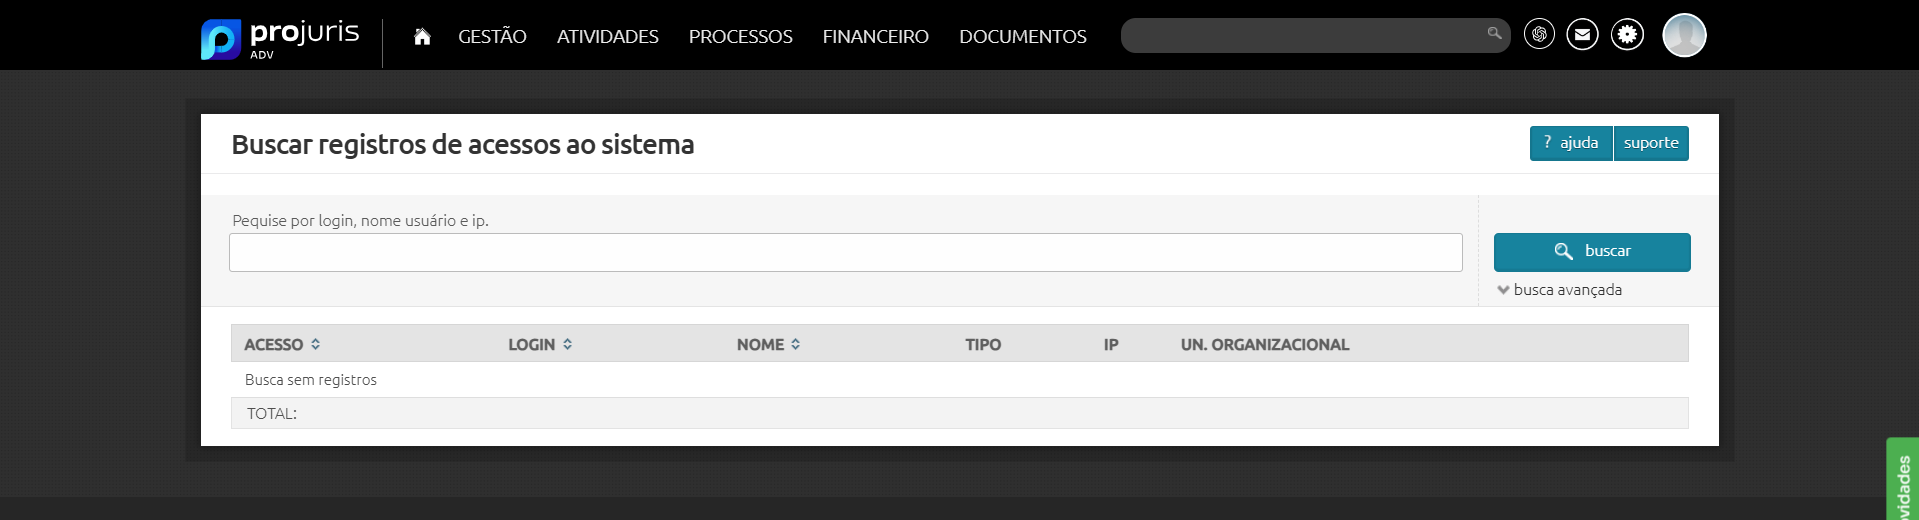 projuris
ADV
GESTÃO ATIVIDADES PROCESSOS FINANCEIRO DOCUMENTOS
Buscar registros de acessos ao sistema
? ajuda suporte
Pequise por login, nome usuário e ip.
buscar
busca avançada
ACESSO LOGIN NOME TIPO IP UN. ORGANIZACIONAL
Busca sem registros
TOTAL:
vidades